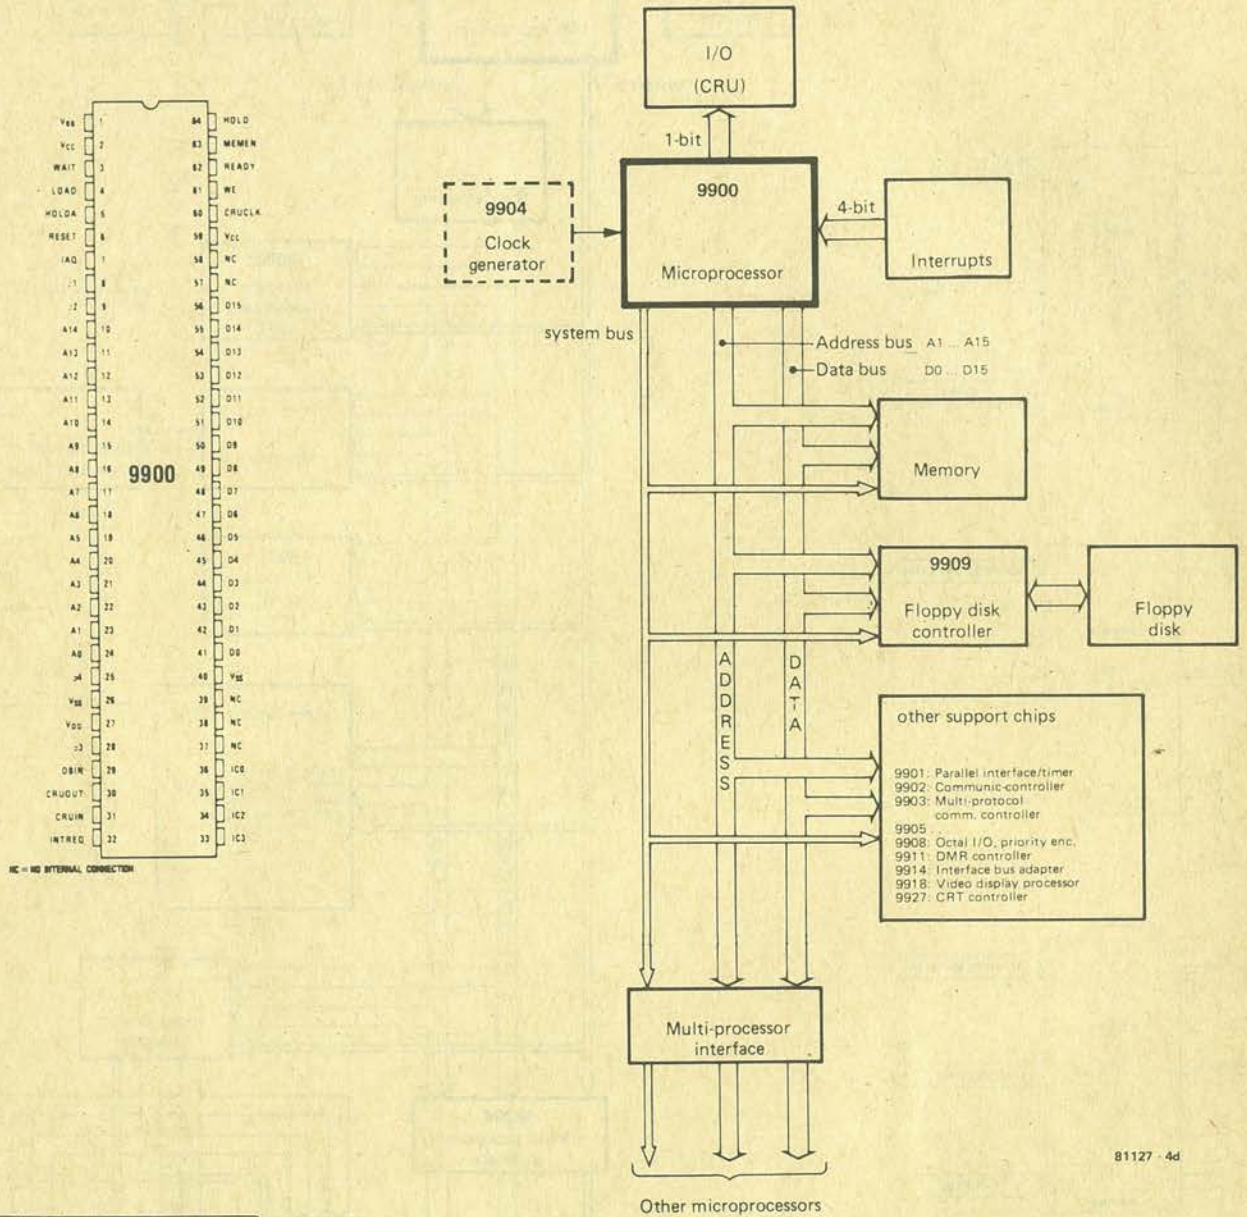 VSS 1
VCC 2
WAIT 3
LOAD 4
HOLDA 5
RESET 6
IAQ 7
8
:2 9
A14 10
A13 11
A12 12
A11 13
A10 14
A9 15
A8 16
A7 17
A6 18
A5 19
A4 20
A3 21
A2 22
A1 23
A0 24
25
VSS 26
VDD 27
:3 28
DBIN 29
CRUOUT 30
CRUIN 31
INTREQ 32
9900
64 HOLD
63 MEMEN
62 READY
61 WE
60 CRUCLK
59 VCC
58 NC
57 NC
56 D15
55 D14
54 D13
53 D12
52 D11
51 D10
50 D9
49 D8
48 D7
47 D6
46 D5
45 D4
44 D3
43 D2
42 D1
41 D0
40 VSS
39 NC
38 NC
37 NC
36 IC0
35 IC1
34 IC2
33 IC3
NC = NO INTERNAL CONNECTION
I/O
(CRU)
1-bit
9904
Clock
generator
9900
Microprocessor
4-bit
Interrupts
system bus
Address bus A1 ... A15
Data bus D0 ... D15
Memory
9909
Floppy disk
controller
Floppy
disk
ADDRESS
DATA
other support chips
9901: Parallel interface/timer
9902: Communic-controller
9903: Multi-protocol
comm. controller
9905 . .
9908: Octal I/O, priority enc.
9911: DMR controller
9914: Interface bus adapter
9918: Video display processor
9927: CRT controller
Multi-processor
interface
Other microprocessors
81127 - 4d